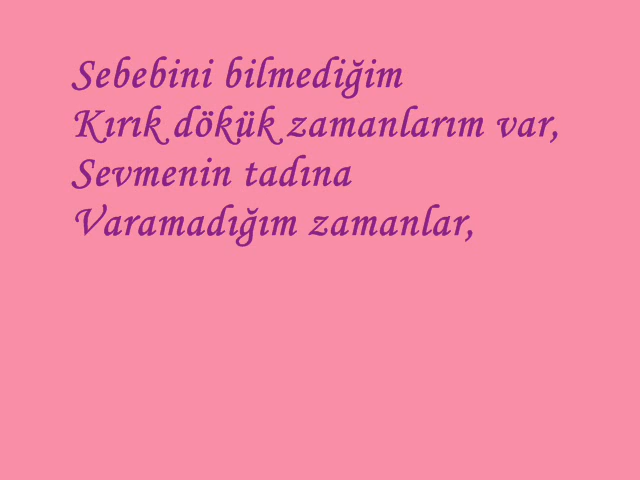 Sebebini bilmediğim
Kırık dökük zamanlarım var,
Sevmenin tadına
Varamadığım zamanlar,